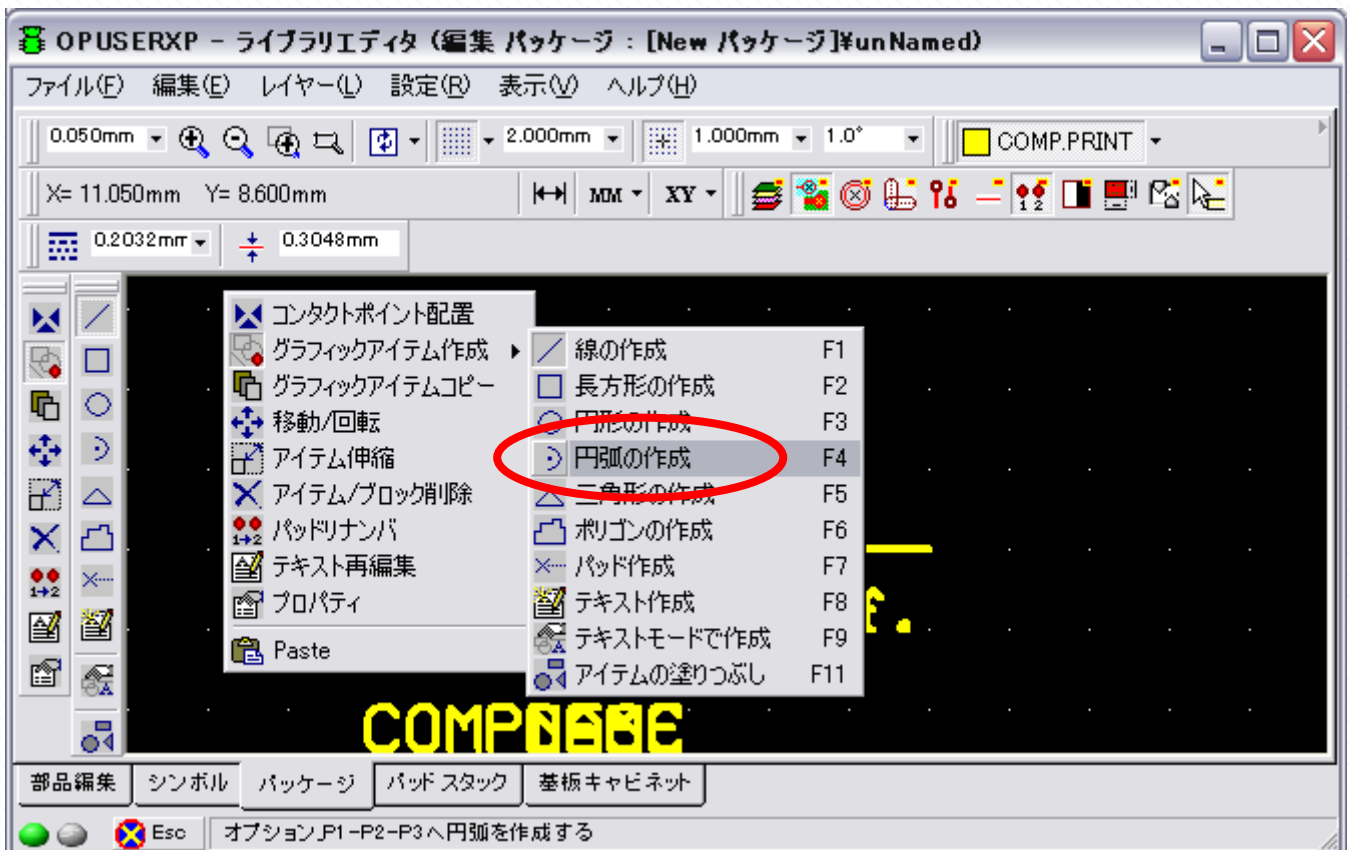 OPUSERXP - ライブラリエディタ (編集 パッケージ : [New パッケージ]¥unNamed)
ファイル(F) 編集(E) レイヤー(L) 設定(R) 表示(V) ヘルプ(H)
0.050mm 2.000mm 1.000mm 1.0° COMP.PRINT
X= 11.050mm Y= 8.600mm MM XY
0.2032mm 0.3048mm
コンタクトポイント配置
グラフィックアイテム作成
グラフィックアイテムコピー
移動/回転
アイテム伸縮
アイテム/ブロック削除
パッドリナンバ
テキスト再編集
プロパティ
Paste
線の作成 F1
長方形の作成 F2
円形の作成 F3
円弧の作成 F4
三角形の作成 F5
ポリゴンの作成 F6
パッド作成 F7
テキスト作成 F8
テキストモードで作成 F9
アイテムの塗りつぶし F11
部品編集 シンボル パッケージ パッド スタック 基板キャビネット
Esc オプション,P1-P2-P3へ円弧を作成する